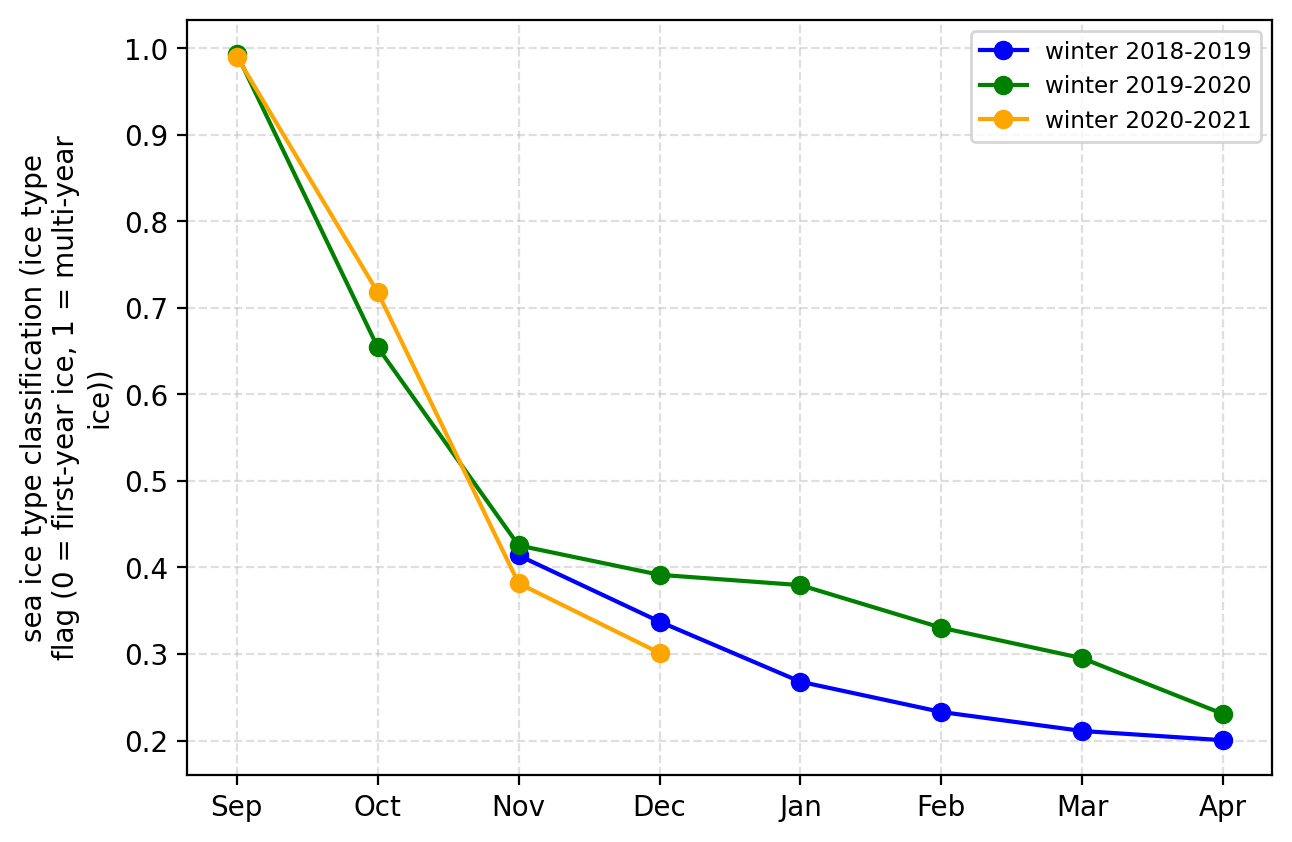 sea ice type classification (ice type
flag (0 = first-year ice, 1 = multi-year
ice))
1.0
0.9
0.8
0.7
0.6
0.5
0.4
0.3
0.2
winter 2018-2019
winter 2019-2020
winter 2020-2021
Sep Oct Nov Dec Jan Feb Mar Apr